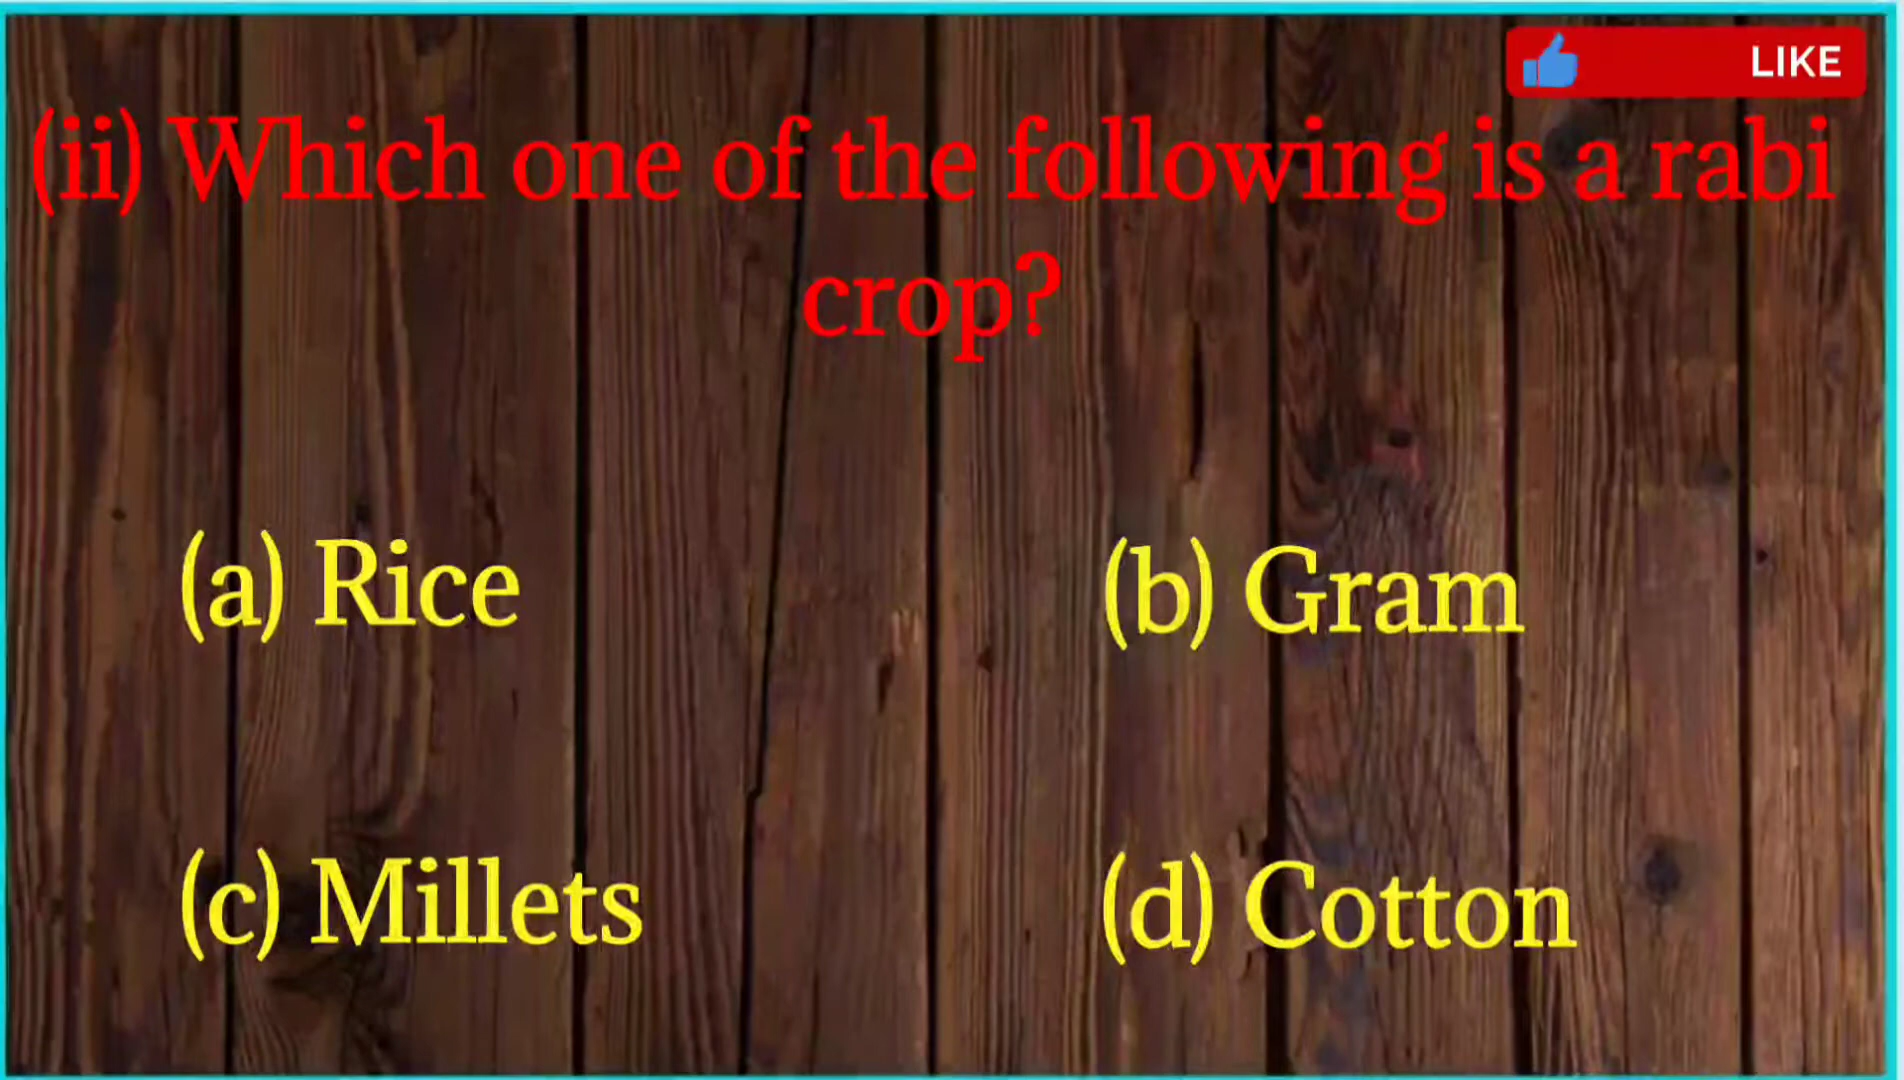 LIKE
(ii) Which one of the following is a rabi
crop?
(a) Rice
(b) Gram
(c) Millets
(d) Cotton